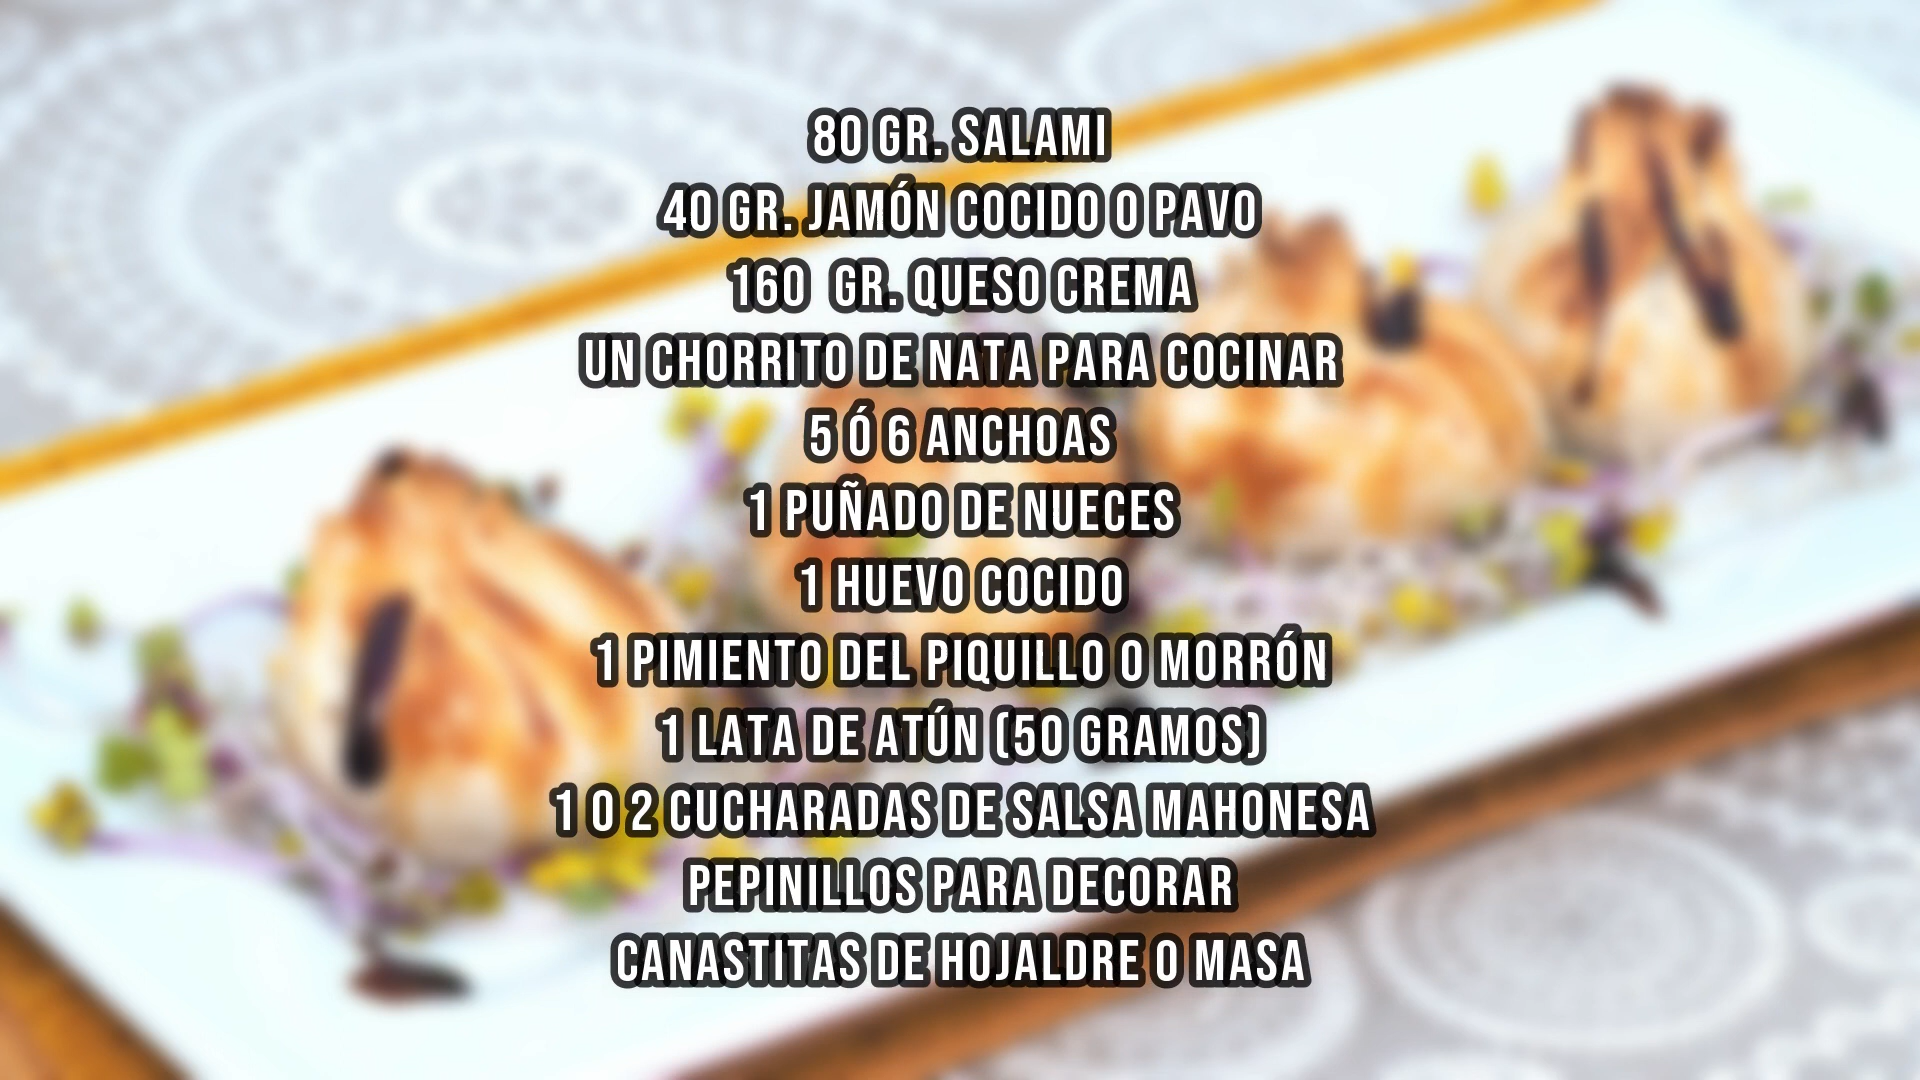 80 GR. SALAMI
40 GR. JAMÓN COCIDO O PAVO
160 GR. QUESO CREMA
UN CHORRITO DE NATA PARA COCINAR
5 Ó 6 ANCHOAS
1 PUÑADO DE NUECES
1 HUEVO COCIDO
1 PIMIENTO DEL PIQUILLO O MORRÓN
1 LATA DE ATÚN (50 GRAMOS)
1 O 2 CUCHARADAS DE SALSA MAHONESA
PEPINILLOS PARA DECORAR
CANASTITAS DE HOJALDRE O MASA